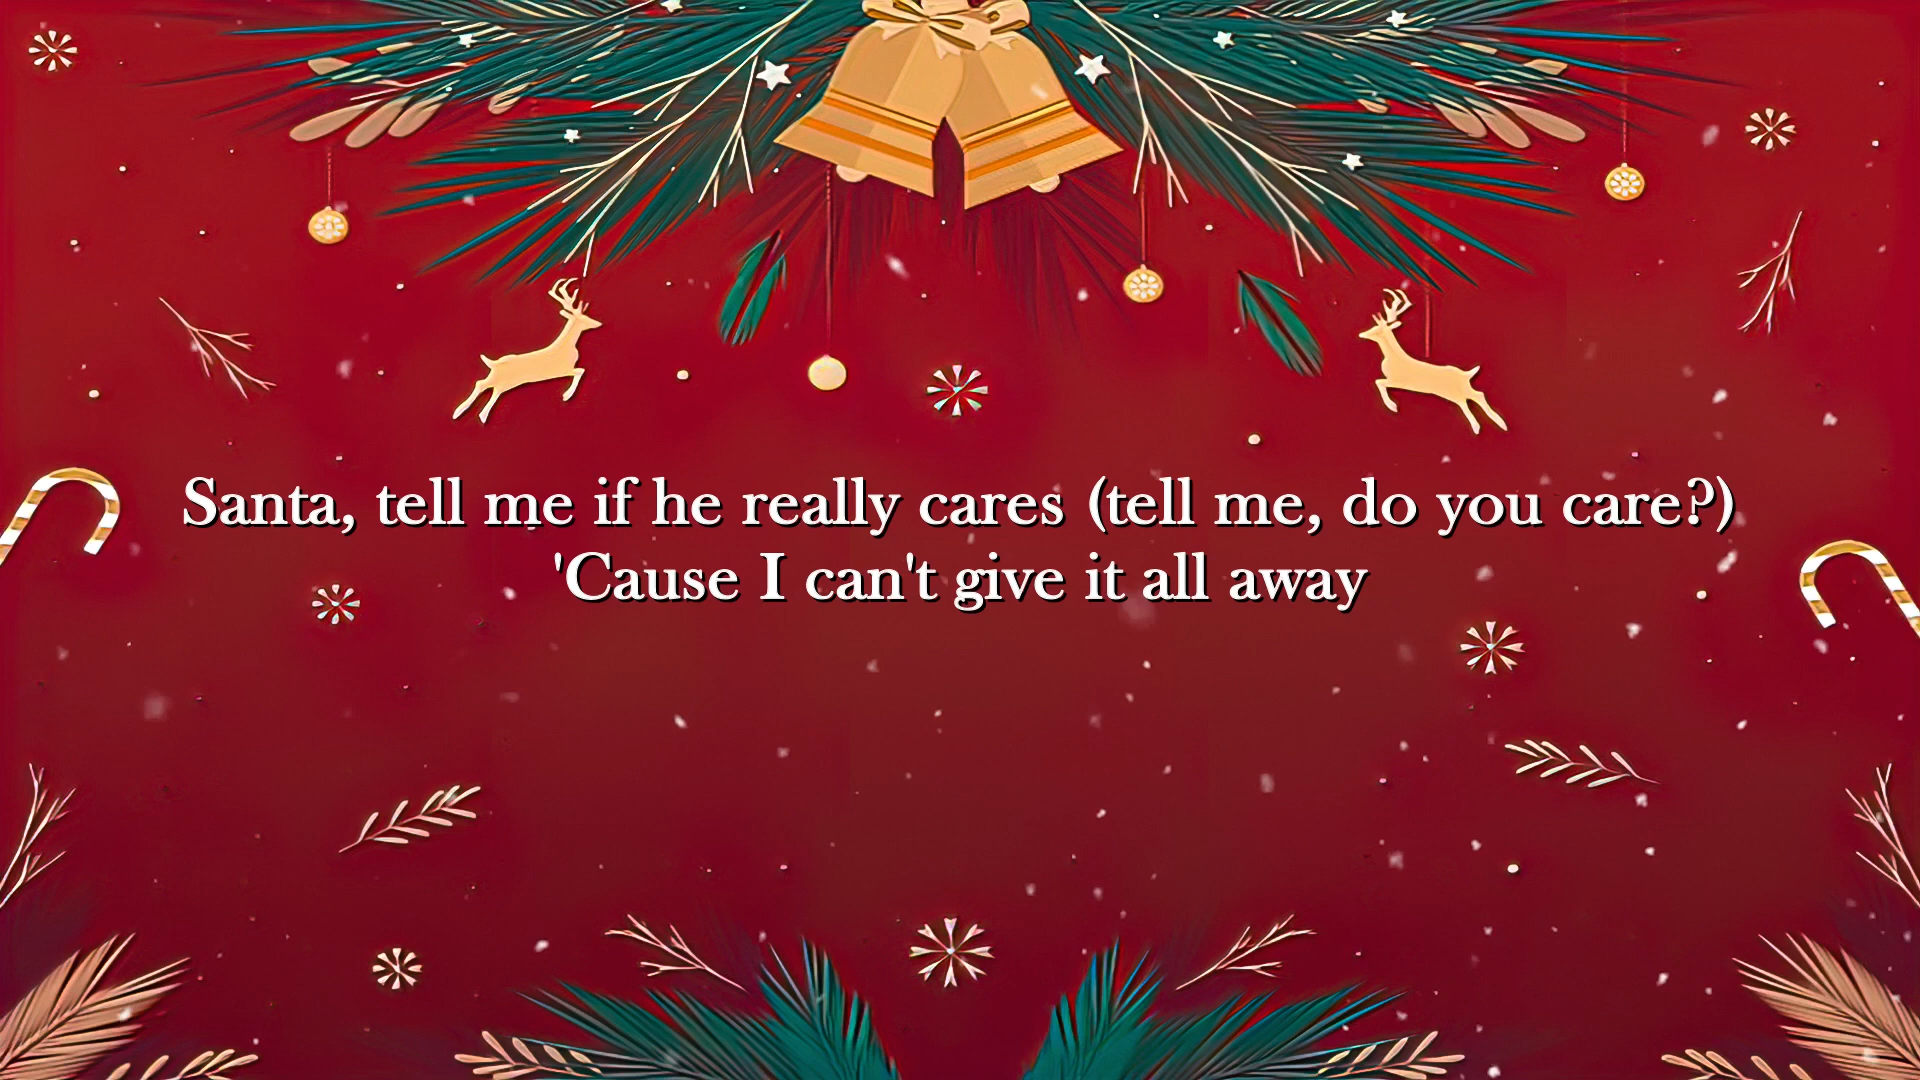 Santa, tell me if he really cares (tell me, do you care?)
'Cause I can't give it all away